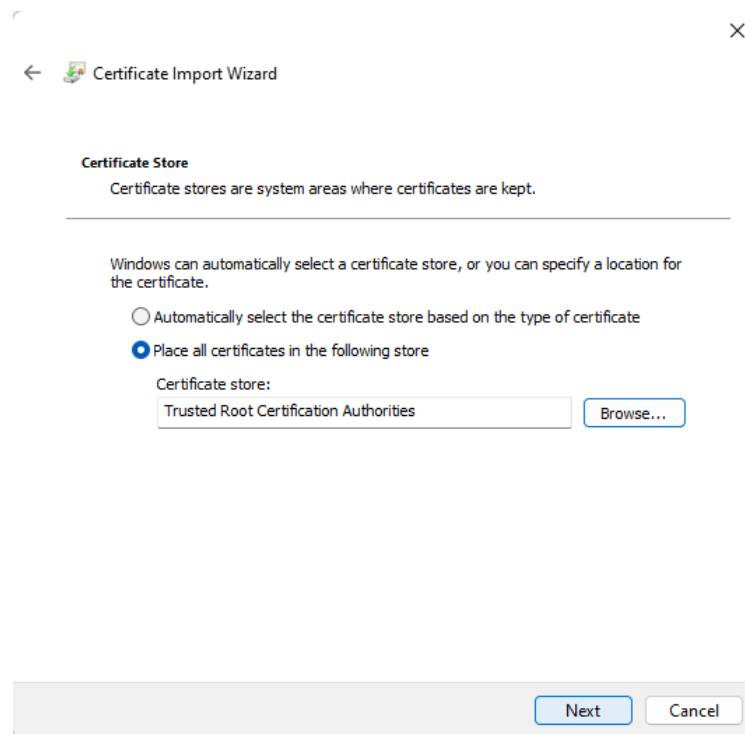 Certificate Import Wizard
Certificate Store
Certificate stores are system areas where certificates are kept.
Windows can automatically select a certificate store, or you can specify a location for
the certificate.
Automatically select the certificate store based on the type of certificate
Place all certificates in the following store
Certificate store:
Trusted Root Certification Authorities
Browse...
Next
Cancel